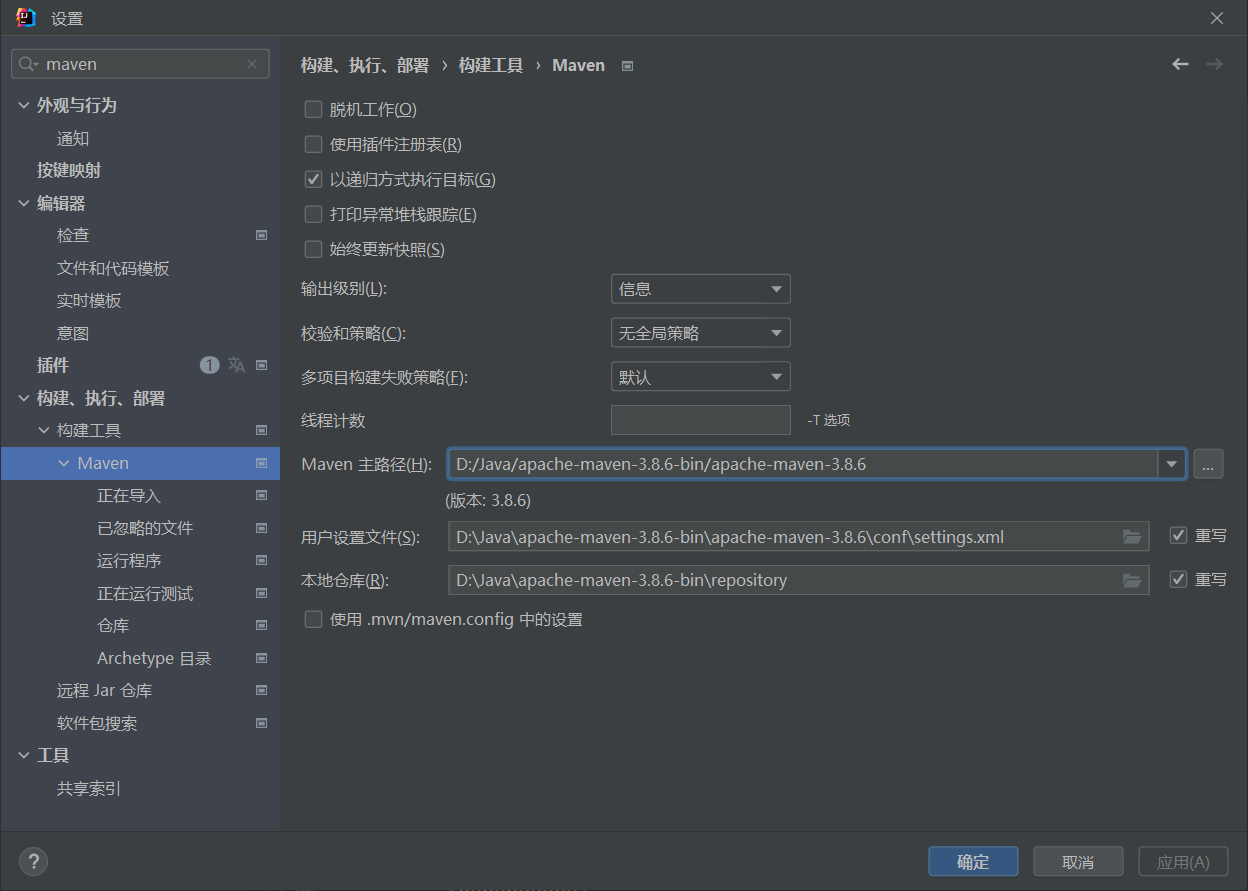 设置
maven
外观与行为
通知
按键映射
编辑器
检查
文件和代码模板
实时模板
意图
插件 1
构建、执行、部署
构建工具
Maven
正在导入
已忽略的文件
运行程序
正在运行测试
仓库
Archetype 目录
远程 Jar 仓库
软件包搜索
工具
共享索引
构建、执行、部署 › 构建工具 › Maven
脱机工作(O)
使用插件注册表(R)
以递归方式执行目标(G)
打印异常堆栈跟踪(E)
始终更新快照(S)
输出级别(L): 信息
校验和策略(C): 无全局策略
多项目构建失败策略(F): 默认
线程计数 -T 选项
Maven 主路径(H): D:/Java/apache-maven-3.8.6-bin/apache-maven-3.8.6 ...
(版本: 3.8.6)
用户设置文件(S): D:\Java\apache-maven-3.8.6-bin\apache-maven-3.8.6\conf\settings.xml 重写
本地仓库(R): D:\Java\apache-maven-3.8.6-bin\repository 重写
使用 .mvn/maven.config 中的设置
? 确定 取消 应用(A)